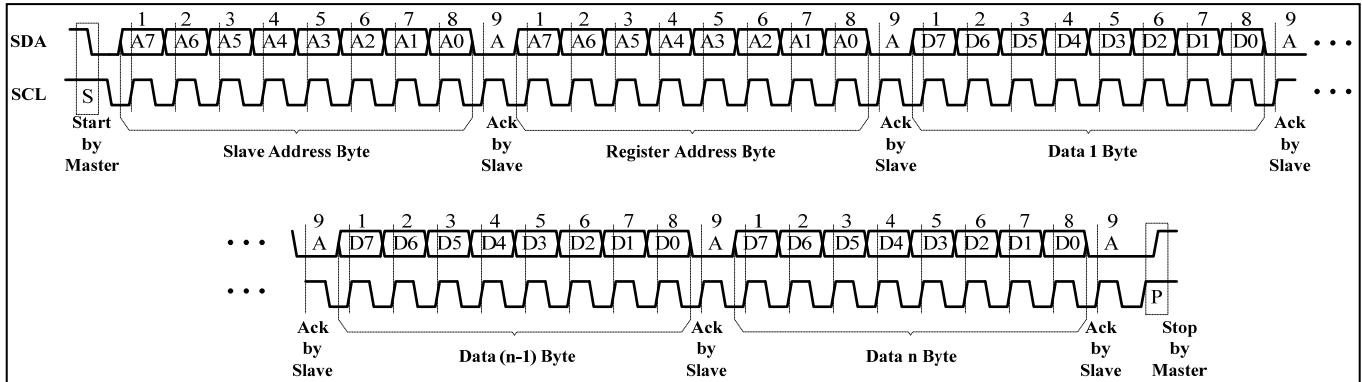 1 2 3 4 5 6 7 8 9 1 2 3 4 5 6 7 8 9 1 2 3 4 5 6 7 8 9
SDA A7 A6 A5 A4 A3 A2 A1 A0 A A7 A6 A5 A4 A3 A2 A1 A0 A D7 D6 D5 D4 D3 D2 D1 D0 A • • •
SCL S • • •
Start by Master
Slave Address Byte
Ack by Slave
Register Address Byte
Ack by Slave
Data 1 Byte
Ack by Slave
9 1 2 3 4 5 6 7 8 9 1 2 3 4 5 6 7 8 9
• • • A D7 D6 D5 D4 D3 D2 D1 D0 A D7 D6 D5 D4 D3 D2 D1 D0 A
• • • P
Ack by Slave
Data (n-1) Byte
Ack by Slave
Data n Byte
Ack by Slave
Stop by Master